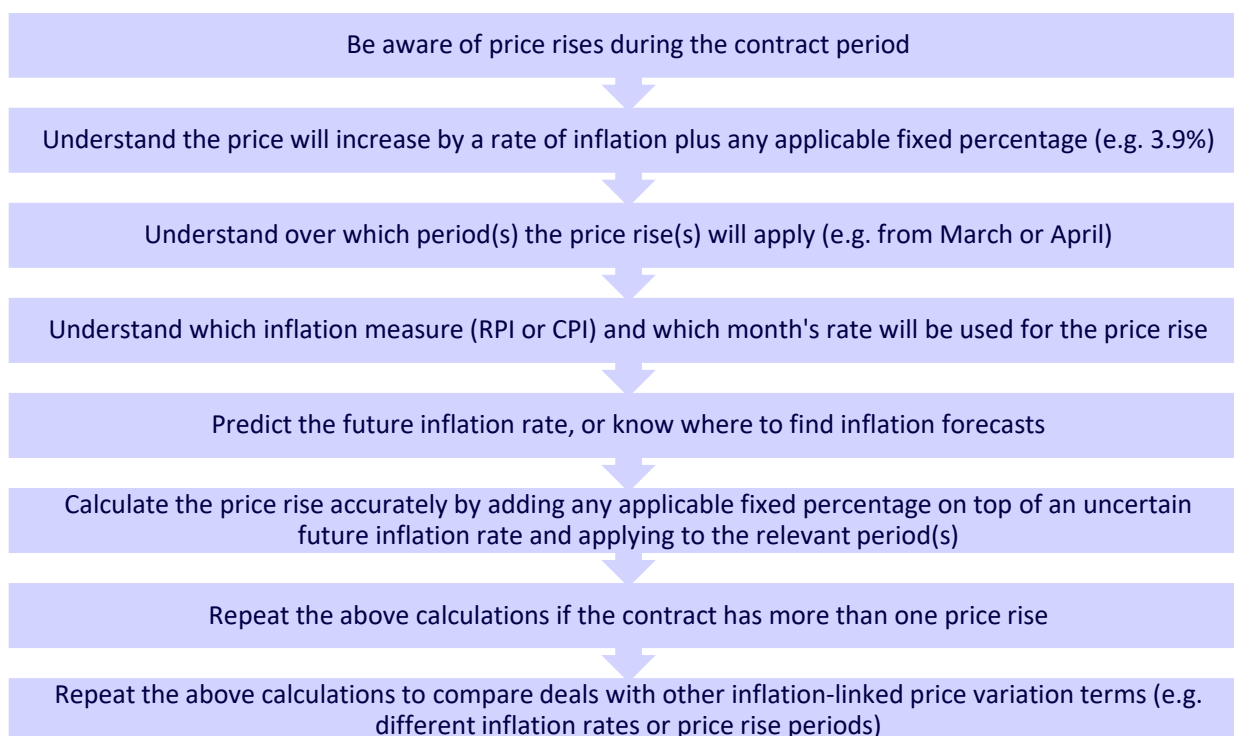 Be aware of price rises during the contract period
Understand the price will increase by a rate of inflation plus any applicable fixed percentage (e.g. 3.9%)
Understand over which period(s) the price rise(s) will apply (e.g. from March or April)
Understand which inflation measure (RPI or CPI) and which month's rate will be used for the price rise
Predict the future inflation rate, or know where to find inflation forecasts
Calculate the price rise accurately by adding any applicable fixed percentage on top of an uncertain
future inflation rate and applying to the relevant period(s)
Repeat the above calculations if the contract has more than one price rise
Repeat the above calculations to compare deals with other inflation-linked price variation terms (e.g.
different inflation rates or price rise periods)